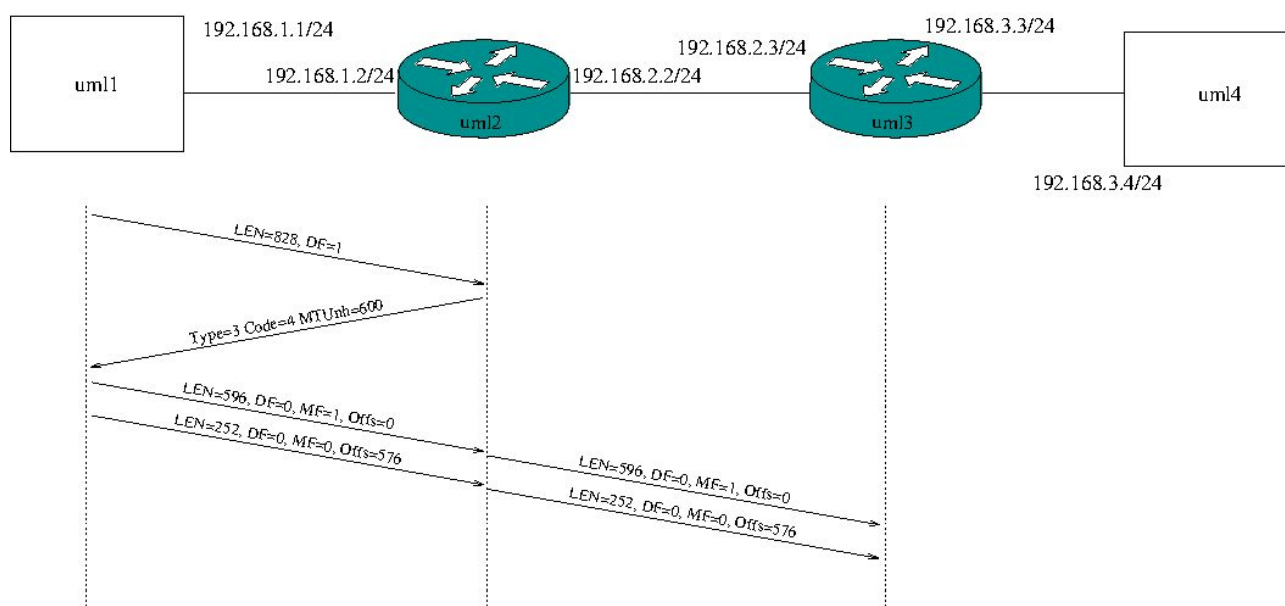 192.168.1.1/24
192.168.3.3/24
192.168.2.3/24
192.168.1.2/24
192.168.2.2/24
uml1
uml2
uml3
uml4
192.168.3.4/24
LEN=828, DF=1
Type=3 Code=4 MTUnh=600
LEN=596, DF=0, MF=1, Offs=0
LEN=252, DF=0, MF=0, Offs=576
LEN=596, DF=0, MF=1, Offs=0
LEN=252, DF=0, MF=0, Offs=576